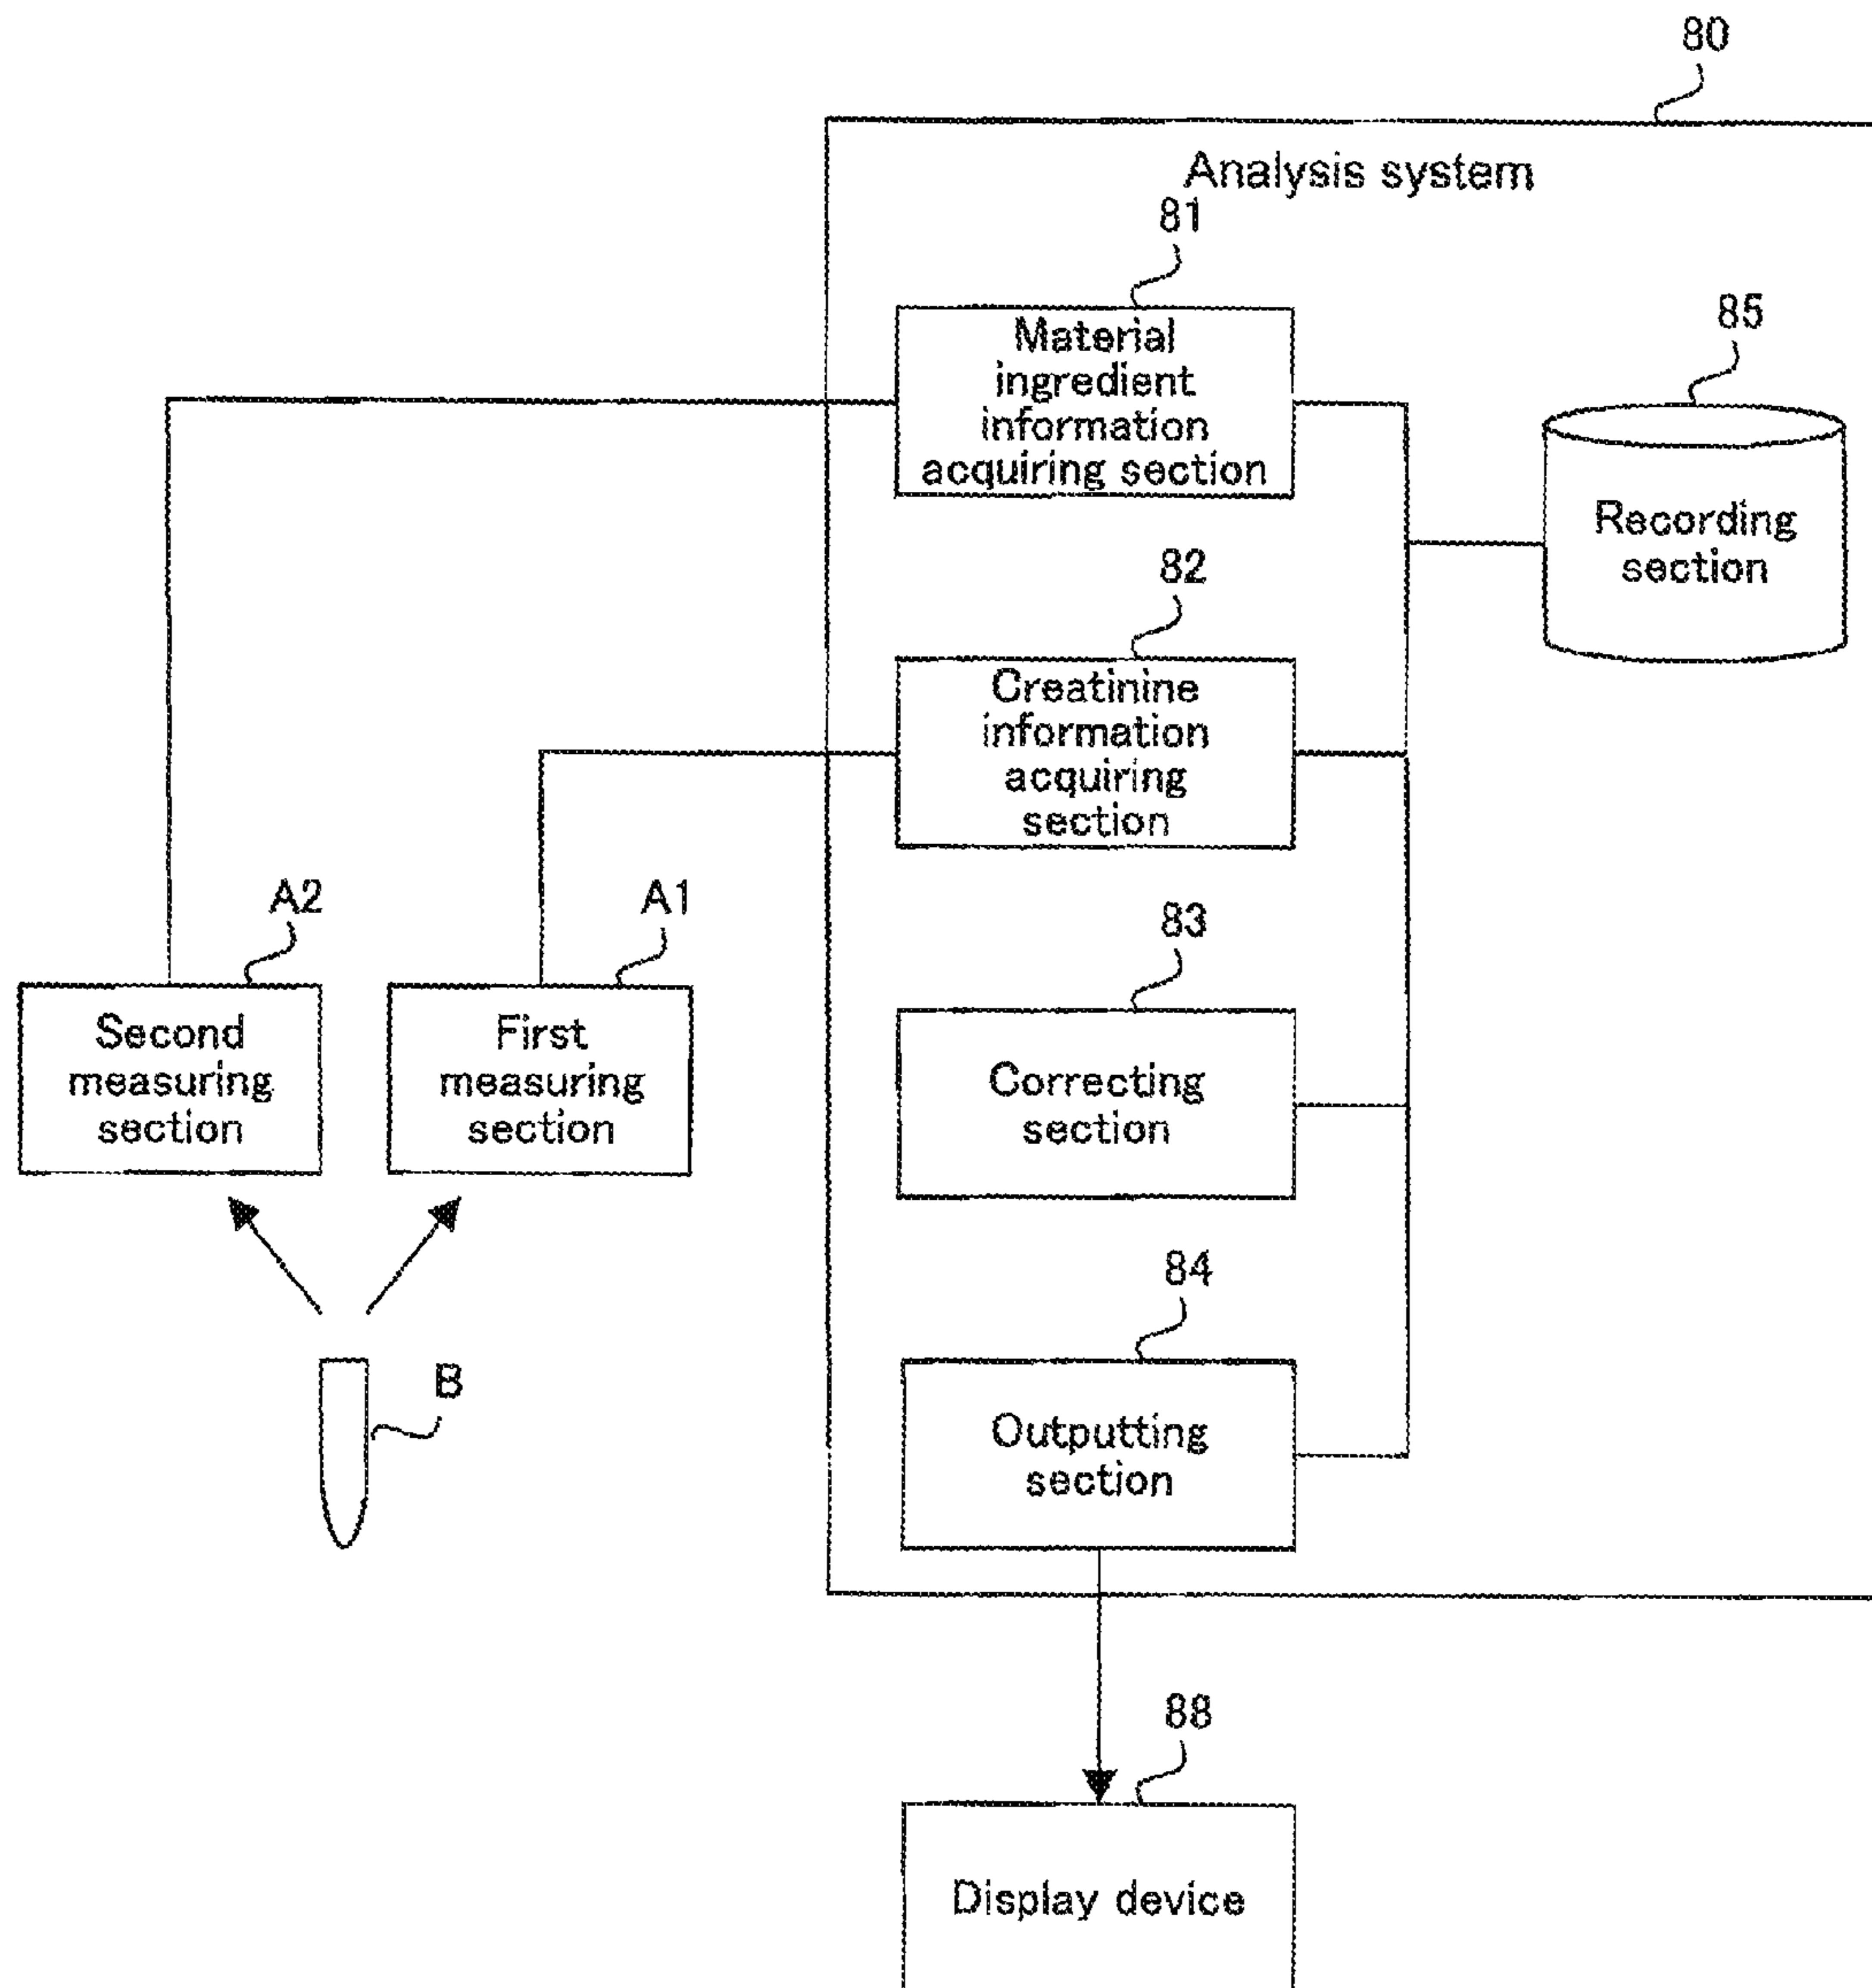 80
Analysis system
81
Material
ingredient
information
acquiring section
85
Recording
section
82
Creatinine
information
acquiring
section
A2
A1
83
Second
measuring
section
First
measuring
section
Correcting
section
84
B
Outputting
section
88
Display device